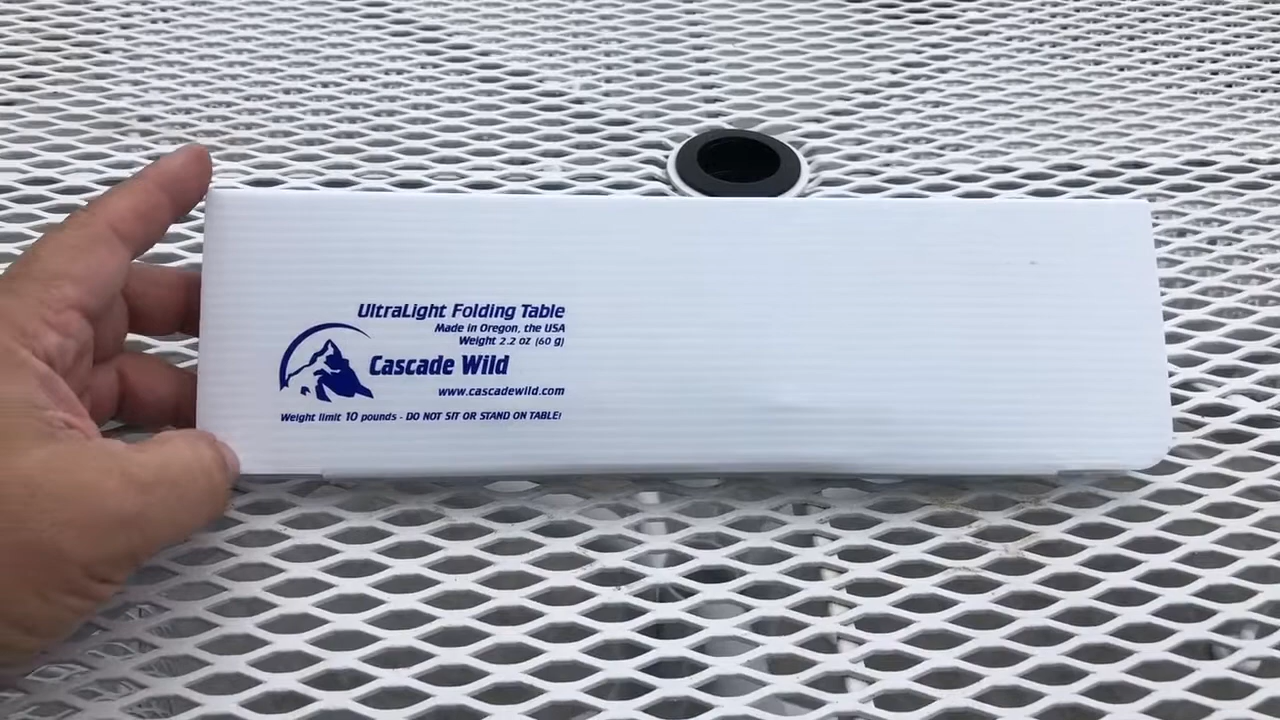 UltraLight Folding Table
Made in Oregon, the USA
Weight 2.2 oz (60 g)
Cascade Wild
www.cascadewild.com
Weight limit 10 pounds - DO NOT SIT OR STAND ON TABLE!